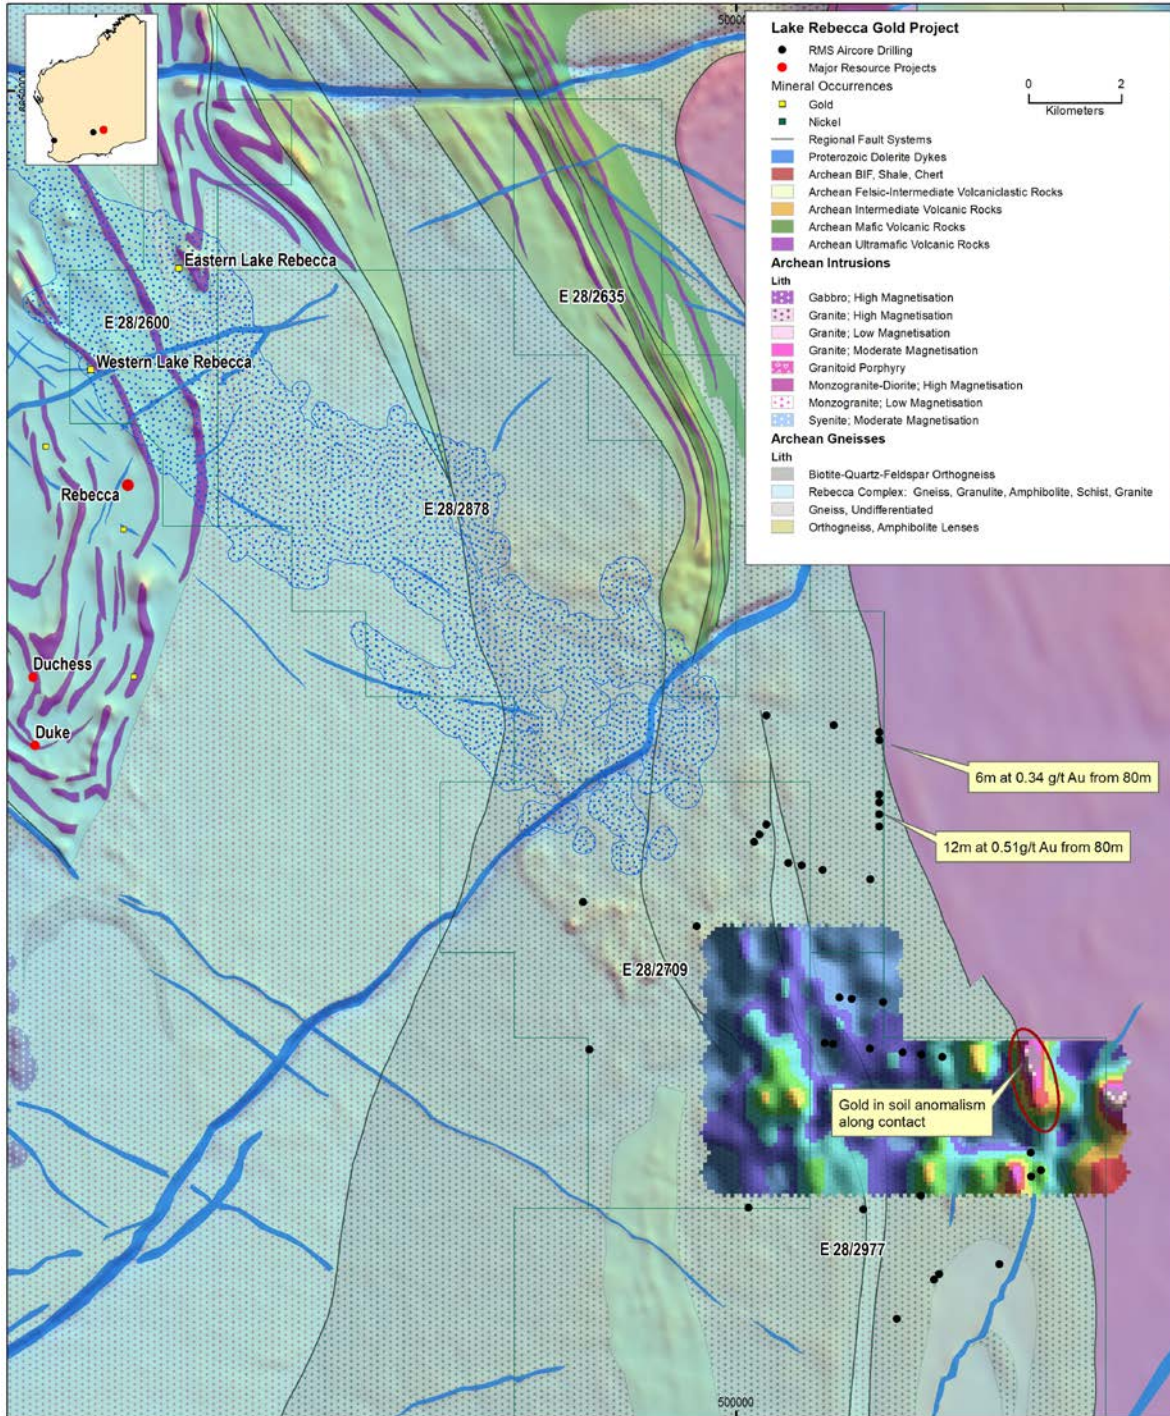 500000
Lake Rebecca Gold Project
RMS Aircore Drilling
Major Resource Projects
Mineral Occurrences
Gold
Nickel
Regional Fault Systems
Proterozoic Dolerite Dykes
Archean BIF, Shale, Chert
Archean Felsic-Intermediate Volcaniclastic Rocks
Archean Intermediate Volcanic Rocks
Archean Mafic Volcanic Rocks
Archean Ultramafic Volcanic Rocks
Archean Intrusions
Lith
Gabbro; High Magnetisation
Granite; High Magnetisation
Granite; Low Magnetisation
Granite; Moderate Magnetisation
Granitoid Porphyry
Monzogranite-Diorite; High Magnetisation
Monzogranite; Low Magnetisation
Syenite; Moderate Magnetisation
Archean Gneisses
Lith
Biotite-Quartz-Feldspar Orthogneiss
Rebecca Complex: Gneiss, Granulite, Amphibolite, Schist, Granite
Gneiss, Undifferentiated
Orthogneiss, Amphibolite Lenses
0 2
Kilometers
Eastern Lake Rebecca
E 28/2635
E 28/2600
Western Lake Rebecca
Rebecca
E 28/2878
Duchess
Duke
6m at 0.34 g/t Au from 80m
12m at 0.51g/t Au from 80m
E 28/2709
Gold in soil anomalism
along contact
E 28/2977
500000